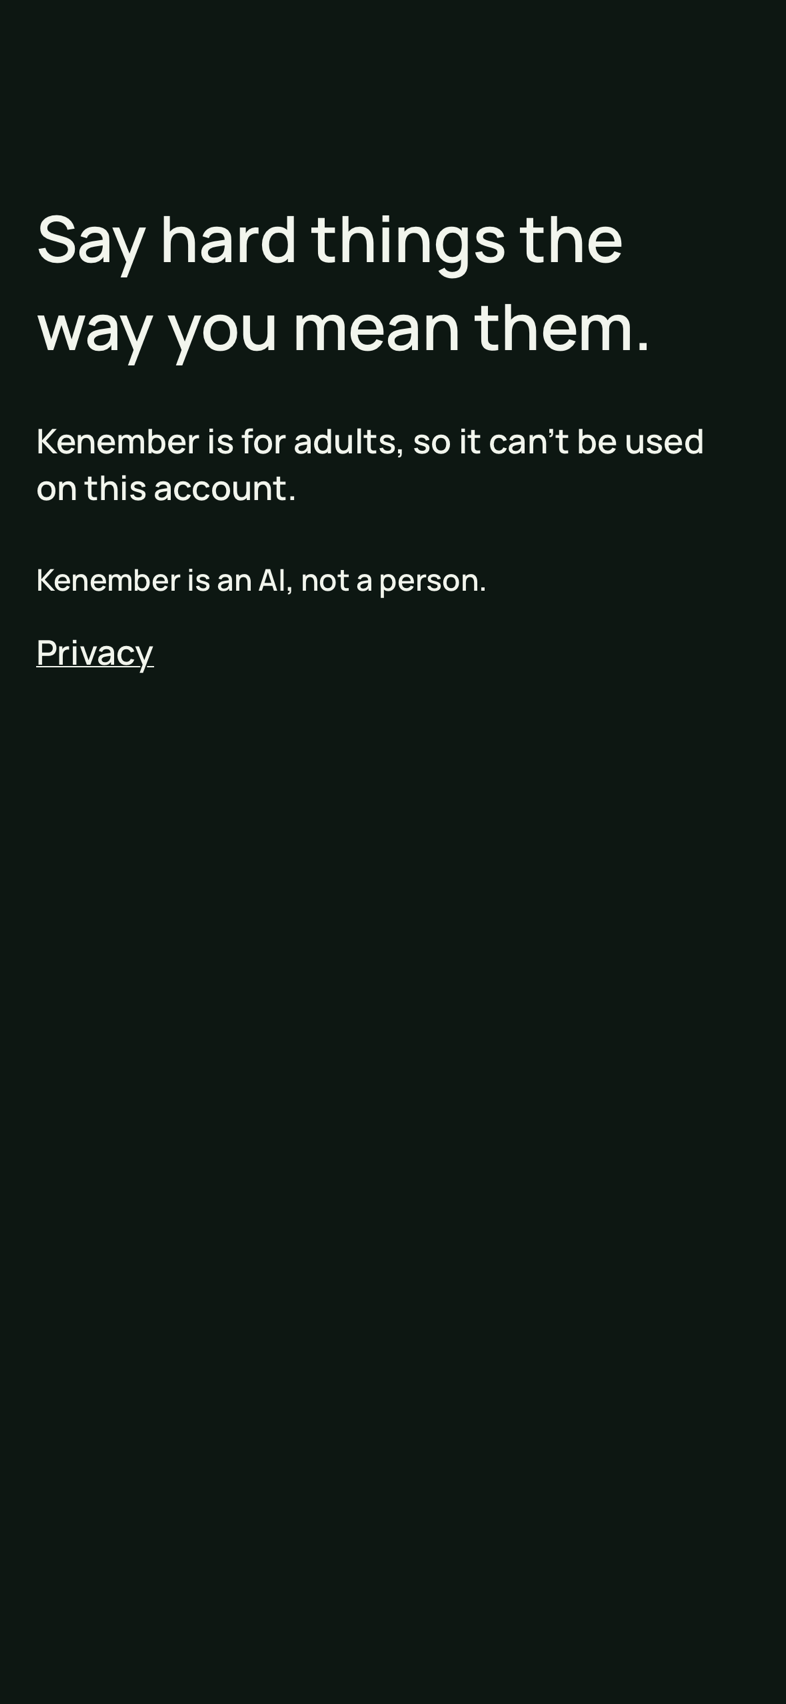 Say hard things the
way you mean them.
Kenember is for adults, so it can’t be used
on this account.
Kenember is an AI, not a person.
Privacy